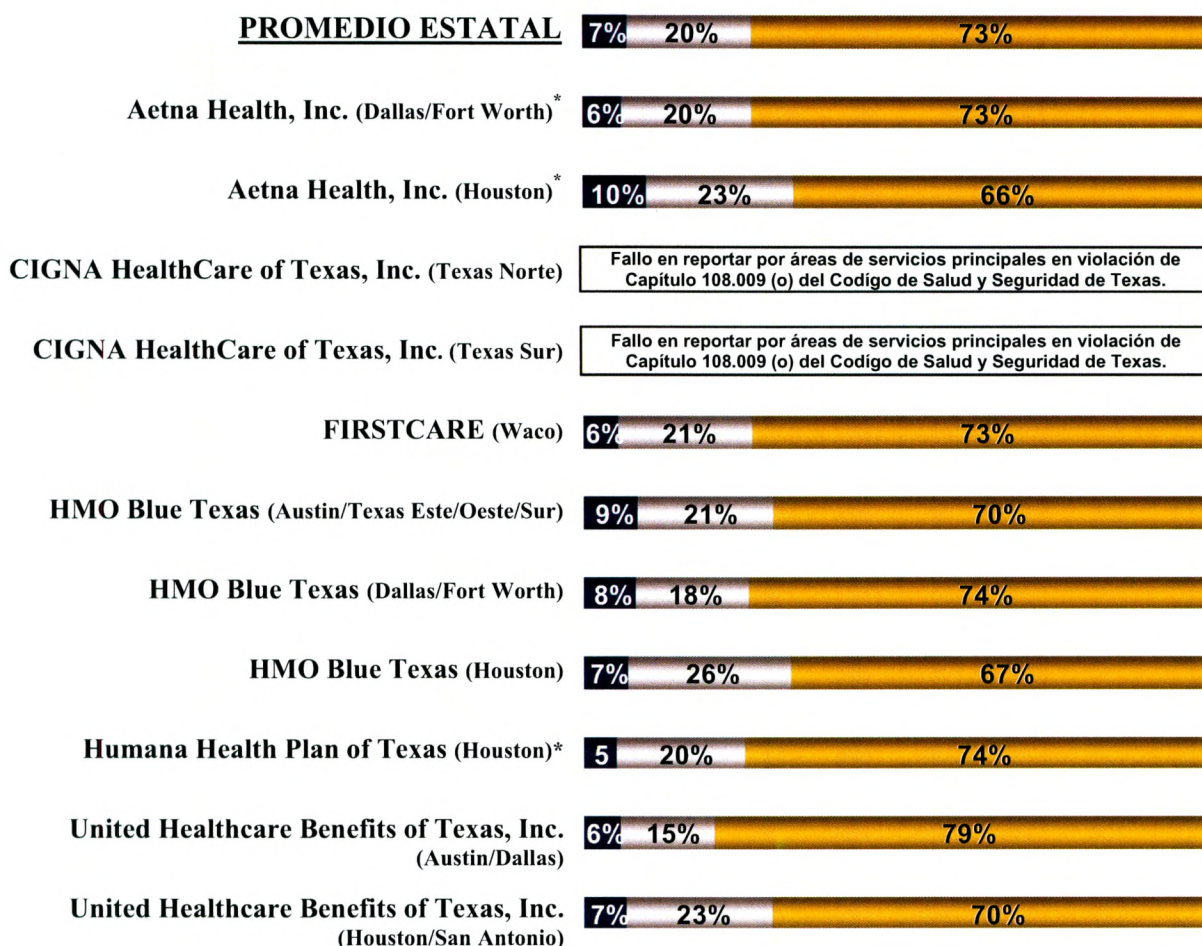 PROMEDIO ESTATAL 7% 20% 73%
Aetna Health, Inc. (Dallas/Fort Worth)* 6% 20% 73%
Aetna Health, Inc. (Houston)* 10% 23% 66%
CIGNA HealthCare of Texas, Inc. (Texas Norte) Fallo en reportar por áreas de servicios principales en violación de
Capítulo 108.009 (o) del Codígo de Salud y Seguridad de Texas.
CIGNA HealthCare of Texas, Inc. (Texas Sur) Fallo en reportar por áreas de servicios principales en violación de
Capítulo 108.009 (o) del Codígo de Salud y Seguridad de Texas.
FIRSTCARE (Waco) 6% 21% 73%
HMO Blue Texas (Austin/Texas Este/Oeste/Sur) 9% 21% 70%
HMO Blue Texas (Dallas/Fort Worth) 8% 18% 74%
HMO Blue Texas (Houston) 7% 26% 67%
Humana Health Plan of Texas (Houston)* 5 20% 74%
United Healthcare Benefits of Texas, Inc. 6% 15% 79%
(Austin/Dallas)
United Healthcare Benefits of Texas, Inc. 7% 23% 70%
(Houston/San Antonio)